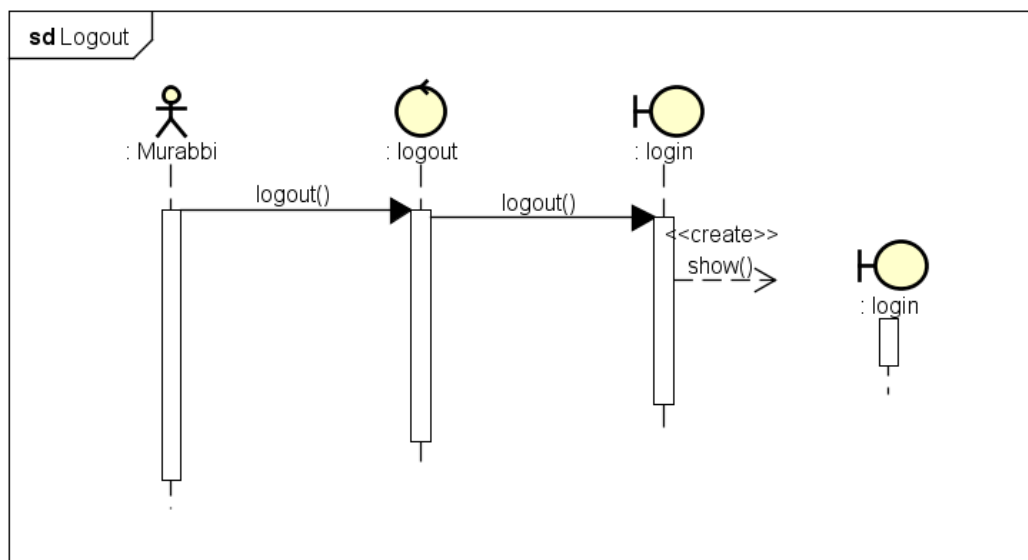 sd Logout
: Murabbi
: logout
: login
logout()
logout()
<<create>>
show()
: login